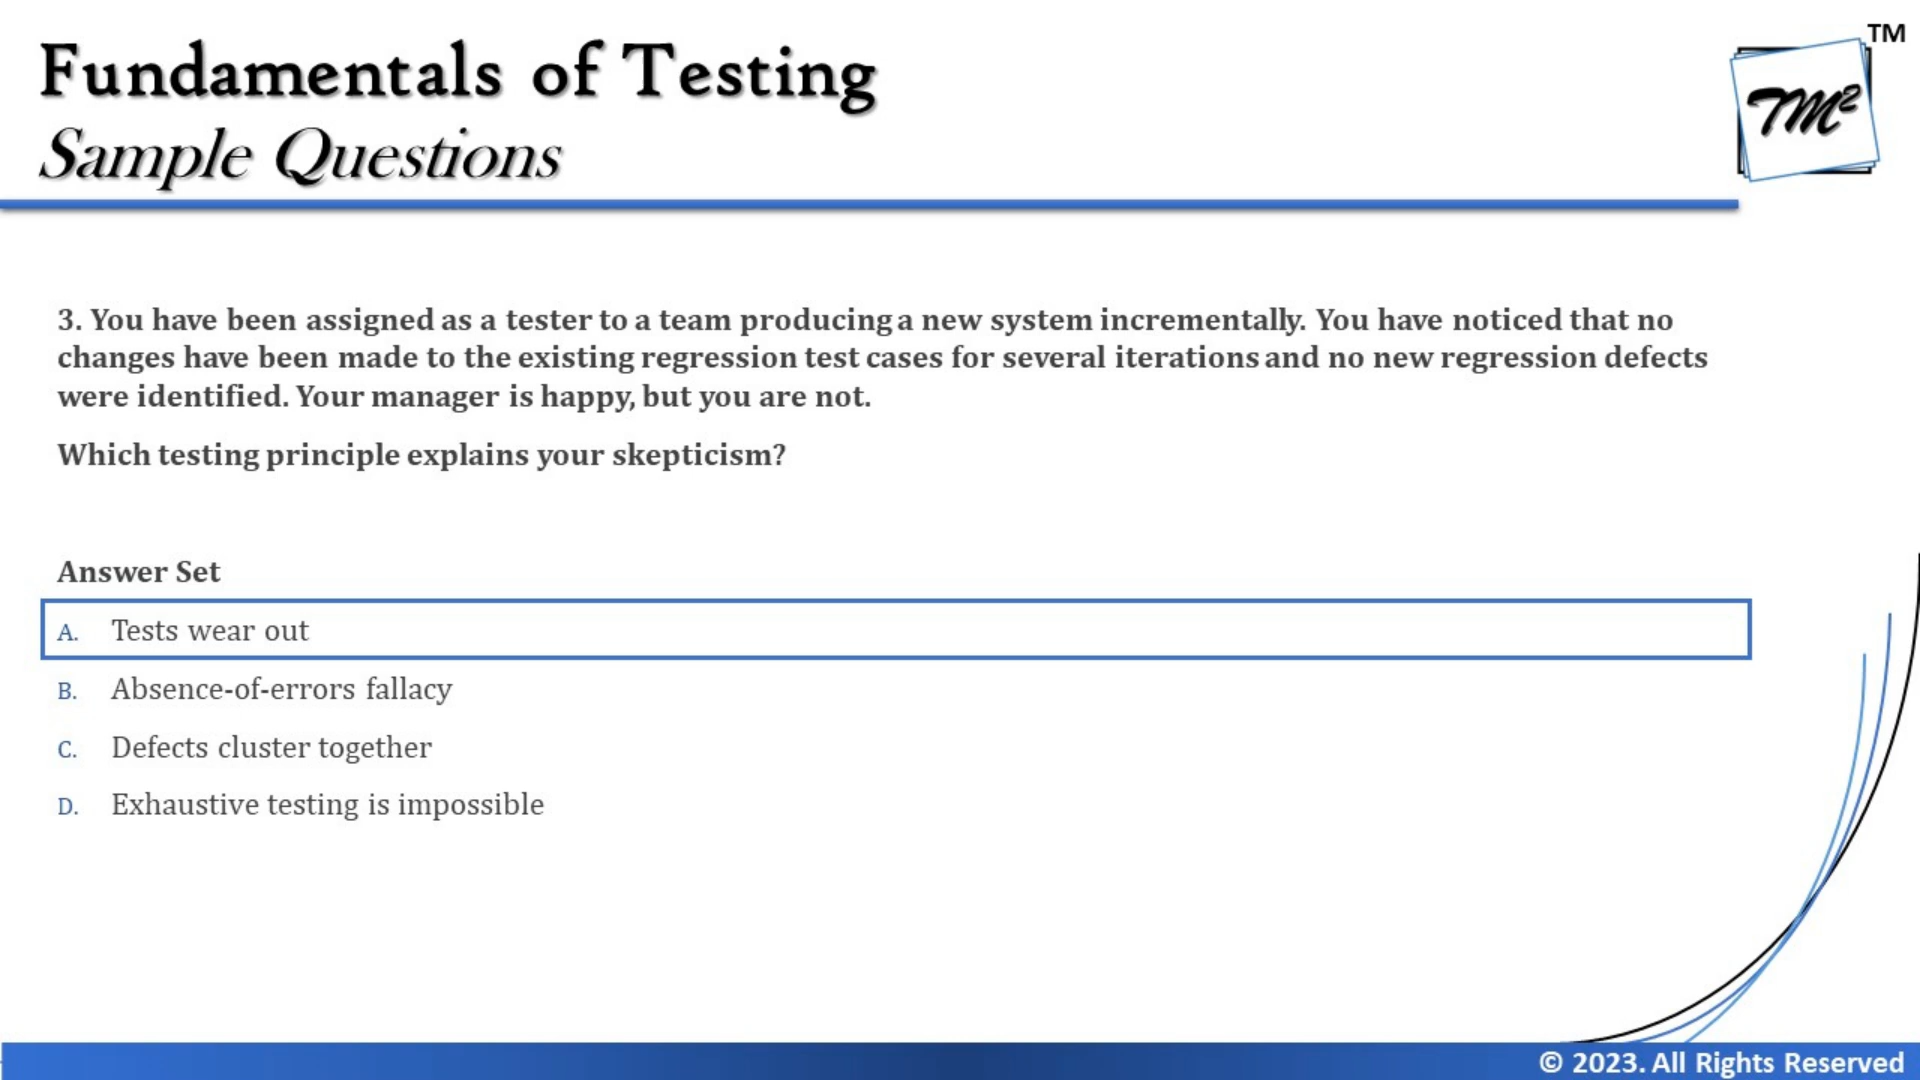 Fundamentals of Testing
Sample Questions
TM
TM²
3. You have been assigned as a tester to a team producing a new system incrementally. You have noticed that no
changes have been made to the existing regression test cases for several iterations and no new regression defects
were identified. Your manager is happy, but you are not.
Which testing principle explains your skepticism?
Answer Set
A. Tests wear out
B. Absence-of-errors fallacy
C. Defects cluster together
D. Exhaustive testing is impossible
© 2023. All Rights Reserved